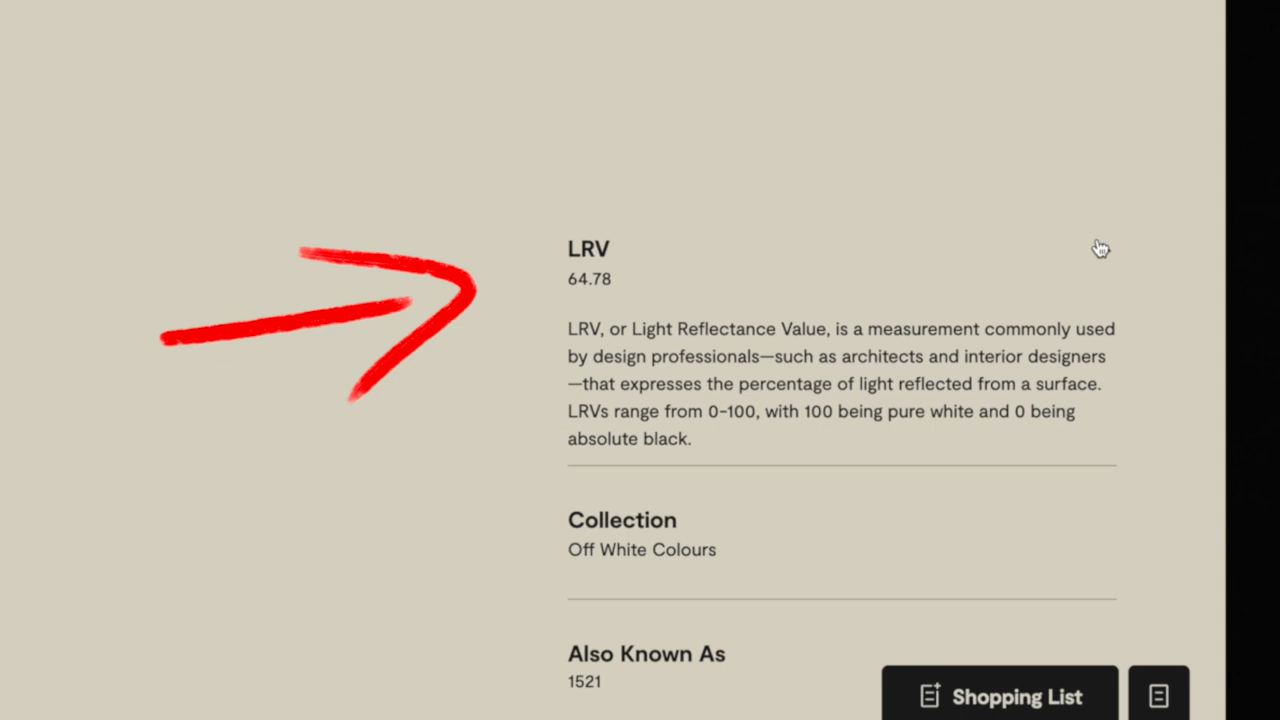 LRV
64.78
LRV, or Light Reflectance Value, is a measurement commonly used
by design professionals—such as architects and interior designers
—that expresses the percentage of light reflected from a surface.
LRVs range from 0-100, with 100 being pure white and 0 being
absolute black.
Collection
Off White Colours
Also Known As
1521
Shopping List